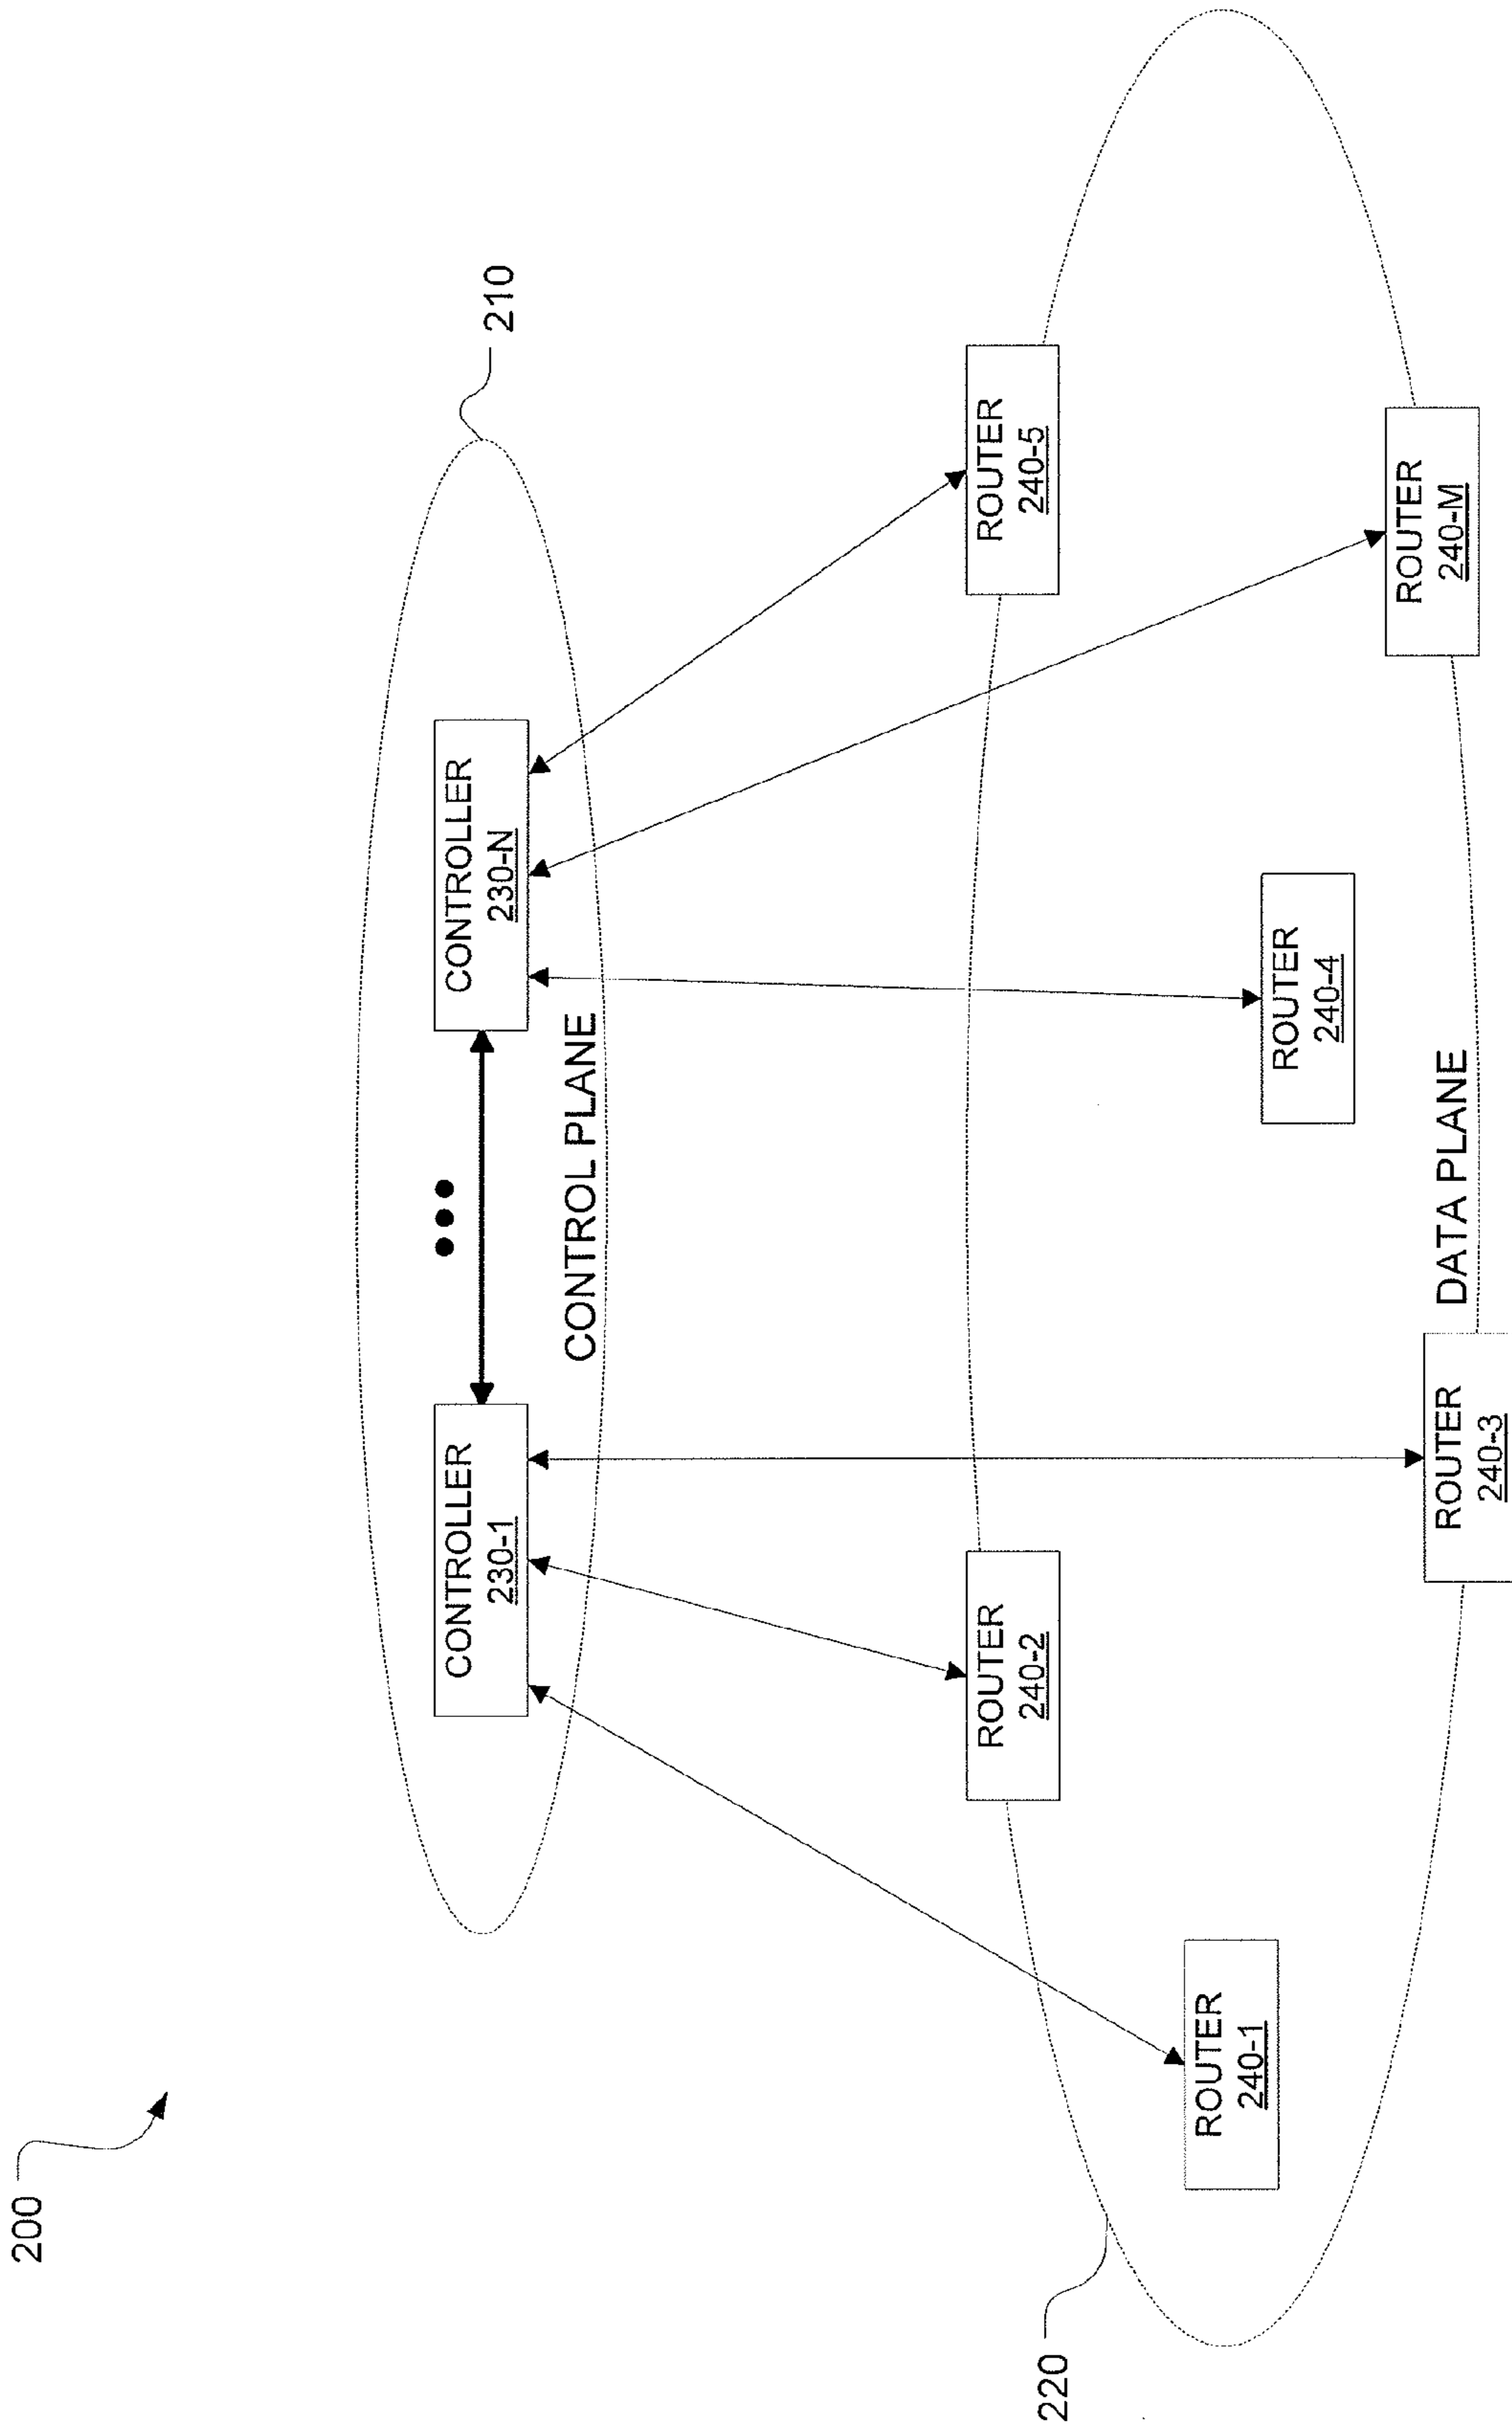 200
210
CONTROLLER
230-1
CONTROLLER
230-N
CONTROL PLANE
220
ROUTER
240-1
ROUTER
240-2
ROUTER
240-3
ROUTER
240-4
ROUTER
240-5
ROUTER
240-M
DATA PLANE